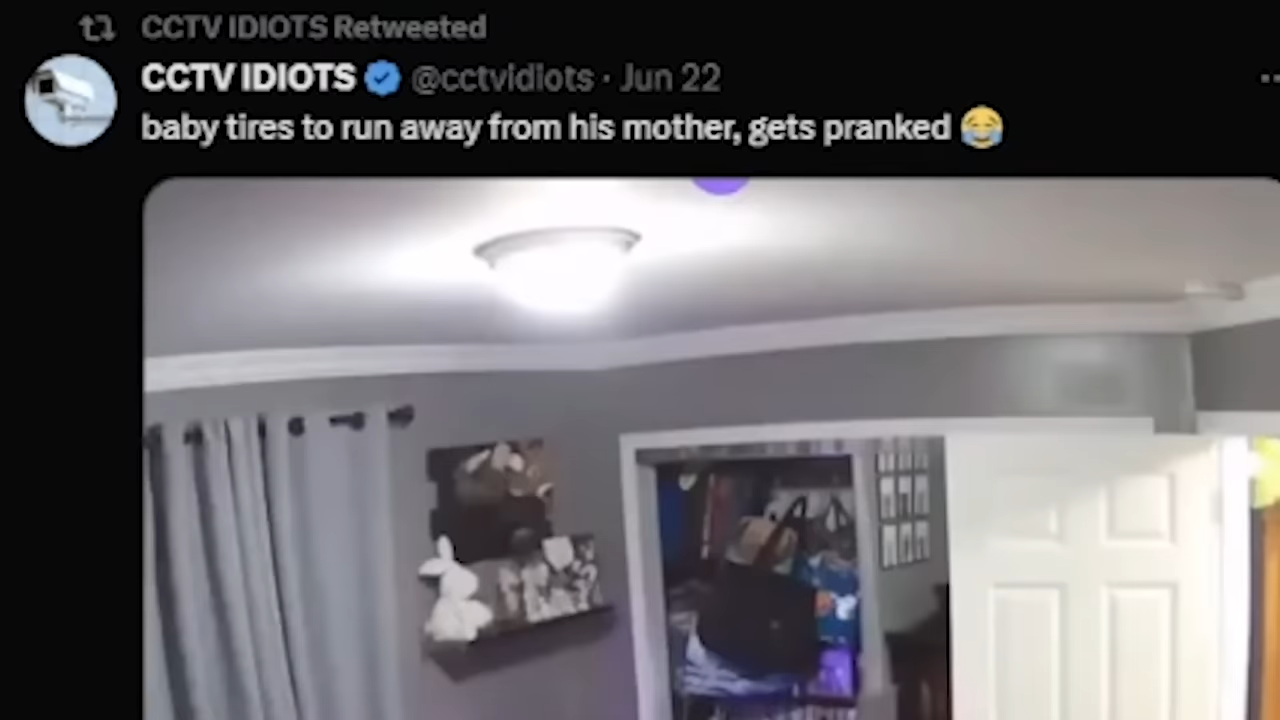 CCTV IDIOTS Retweeted
CCTV IDIOTS @cctvidiots · Jun 22
baby tires to run away from his mother, gets pranked 😂